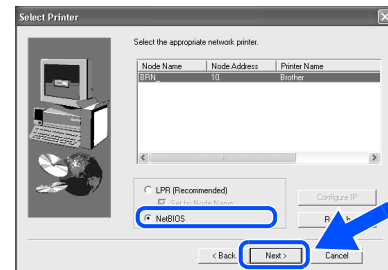 Select Printer
Select the appropriate network printer.
Node Name Node Address Printer Name
BRN_ 10. Brother
LPR (Recommended)
Set by Node Name
Configure IP
NetBIOS
< Back Next > Cancel